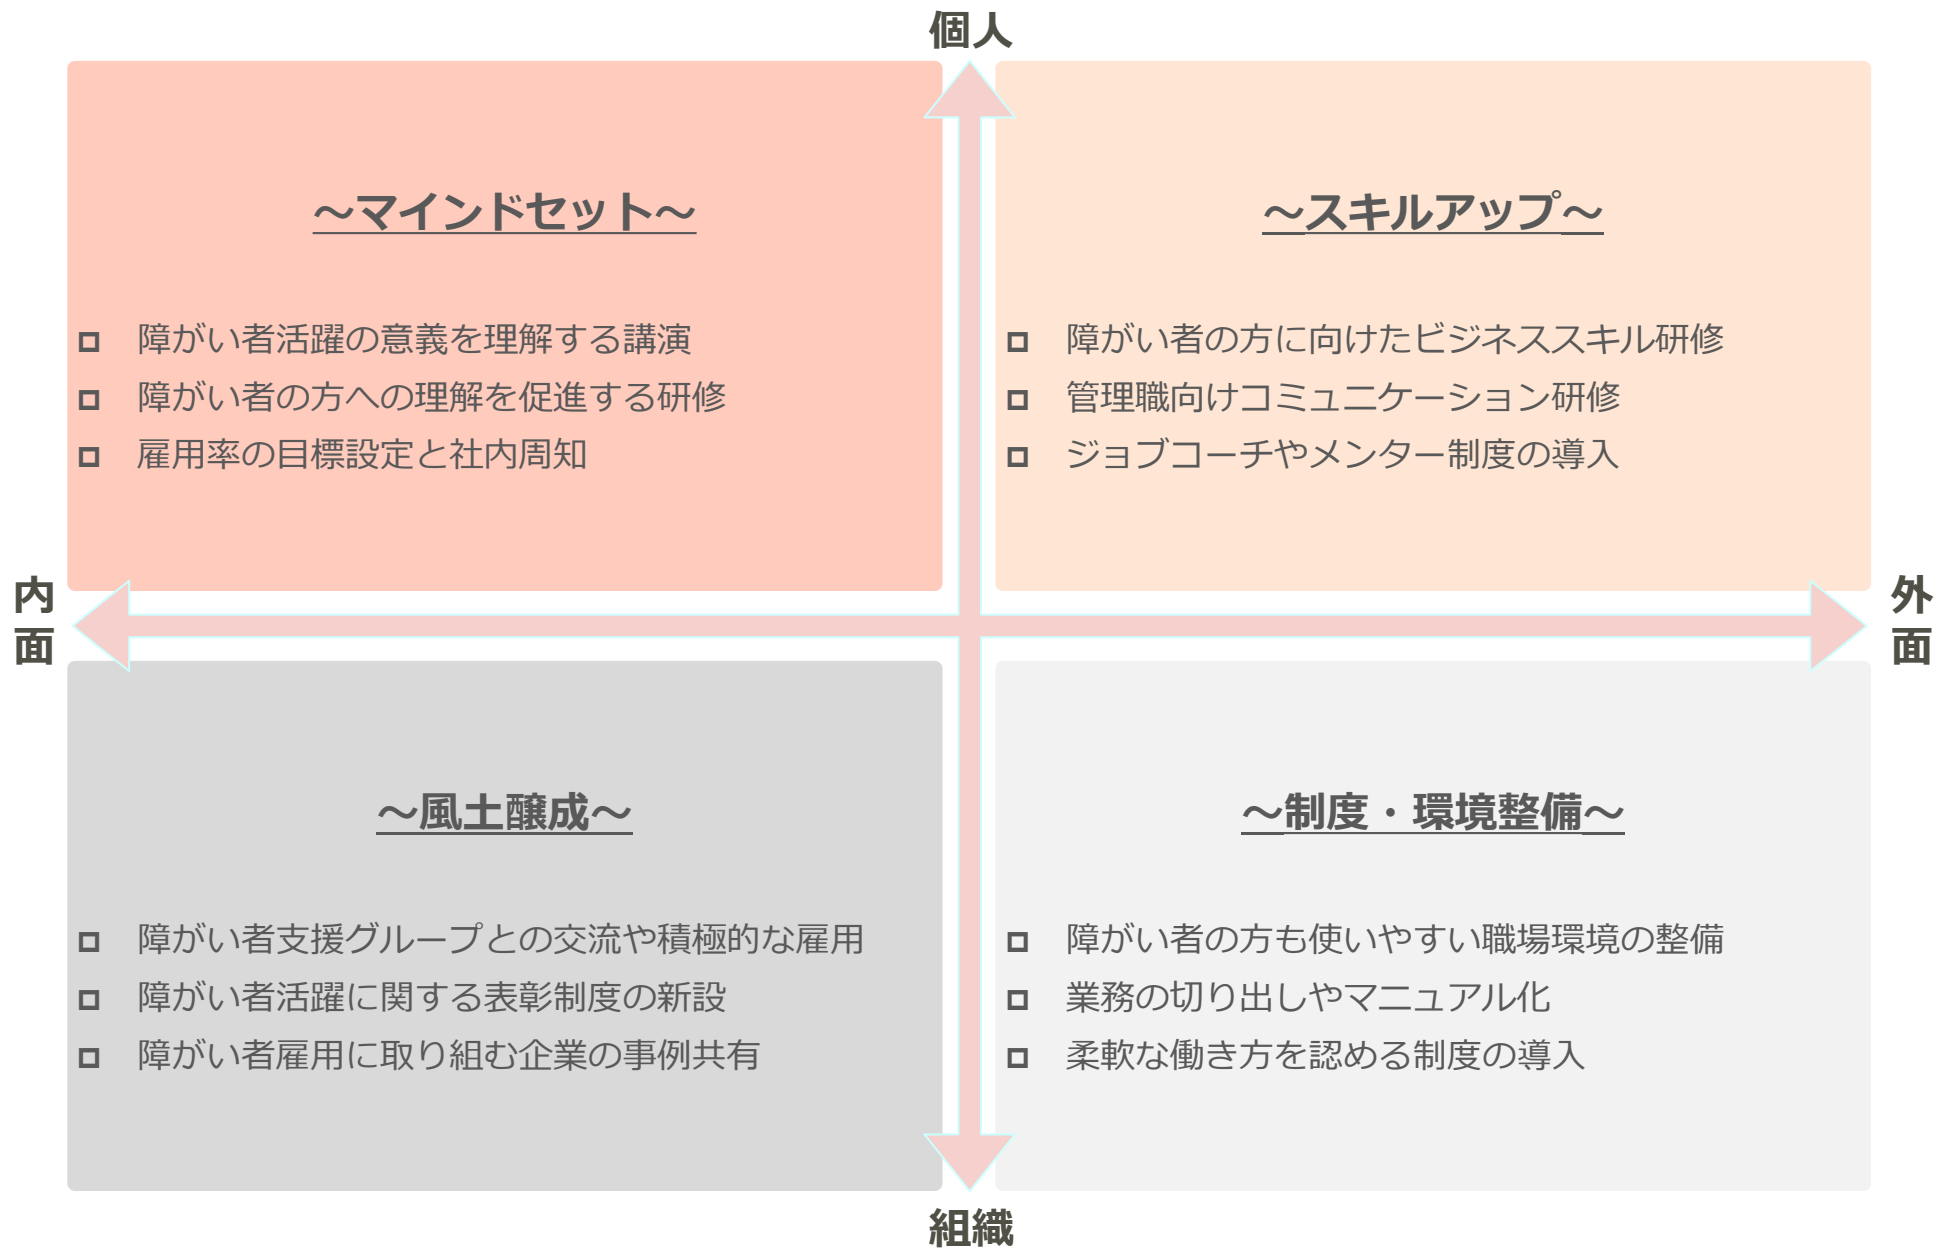 個人
～マインドセット～
障がい者活躍の意義を理解する講演
障がい者の方への理解を促進する研修
雇用率の目標設定と社内周知
～スキルアップ～
障がい者の方に向けたビジネススキル研修
管理職向けコミュニケーション研修
ジョブコーチやメンター制度の導入
内面
外面
～風土醸成～
障がい者支援グループとの交流や積極的な雇用
障がい者活躍に関する表彰制度の新設
障がい者雇用に取り組む企業の事例共有
～制度・環境整備～
障がい者の方も使いやすい職場環境の整備
業務の切り出しやマニュアル化
柔軟な働き方を認める制度の導入
組織